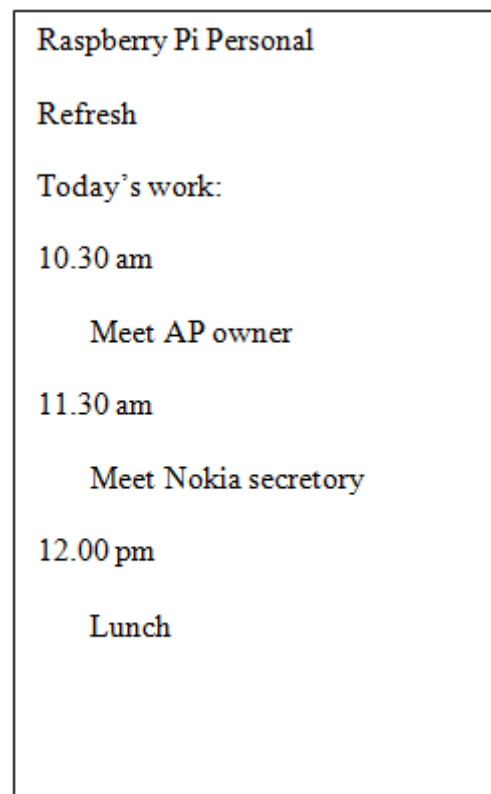 Raspberry Pi Personal
Refresh
Today’s work:
10.30 am
Meet AP owner
11.30 am
Meet Nokia secretory
12.00 pm
Lunch